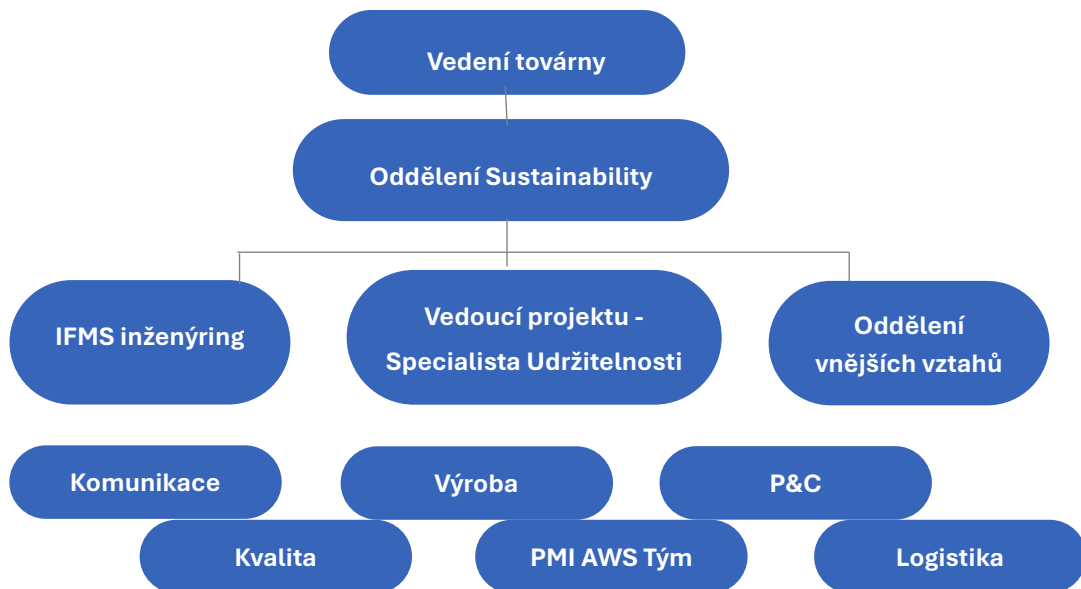 Vedení továrny
Oddělení Sustainability
IFMS inženýring
Vedoucí projektu -
Specialista Udržitelnosti
Oddělení
vnějších vztahů
Komunikace
Výroba
P&C
Kvalita
PMI AWS Tým
Logistika